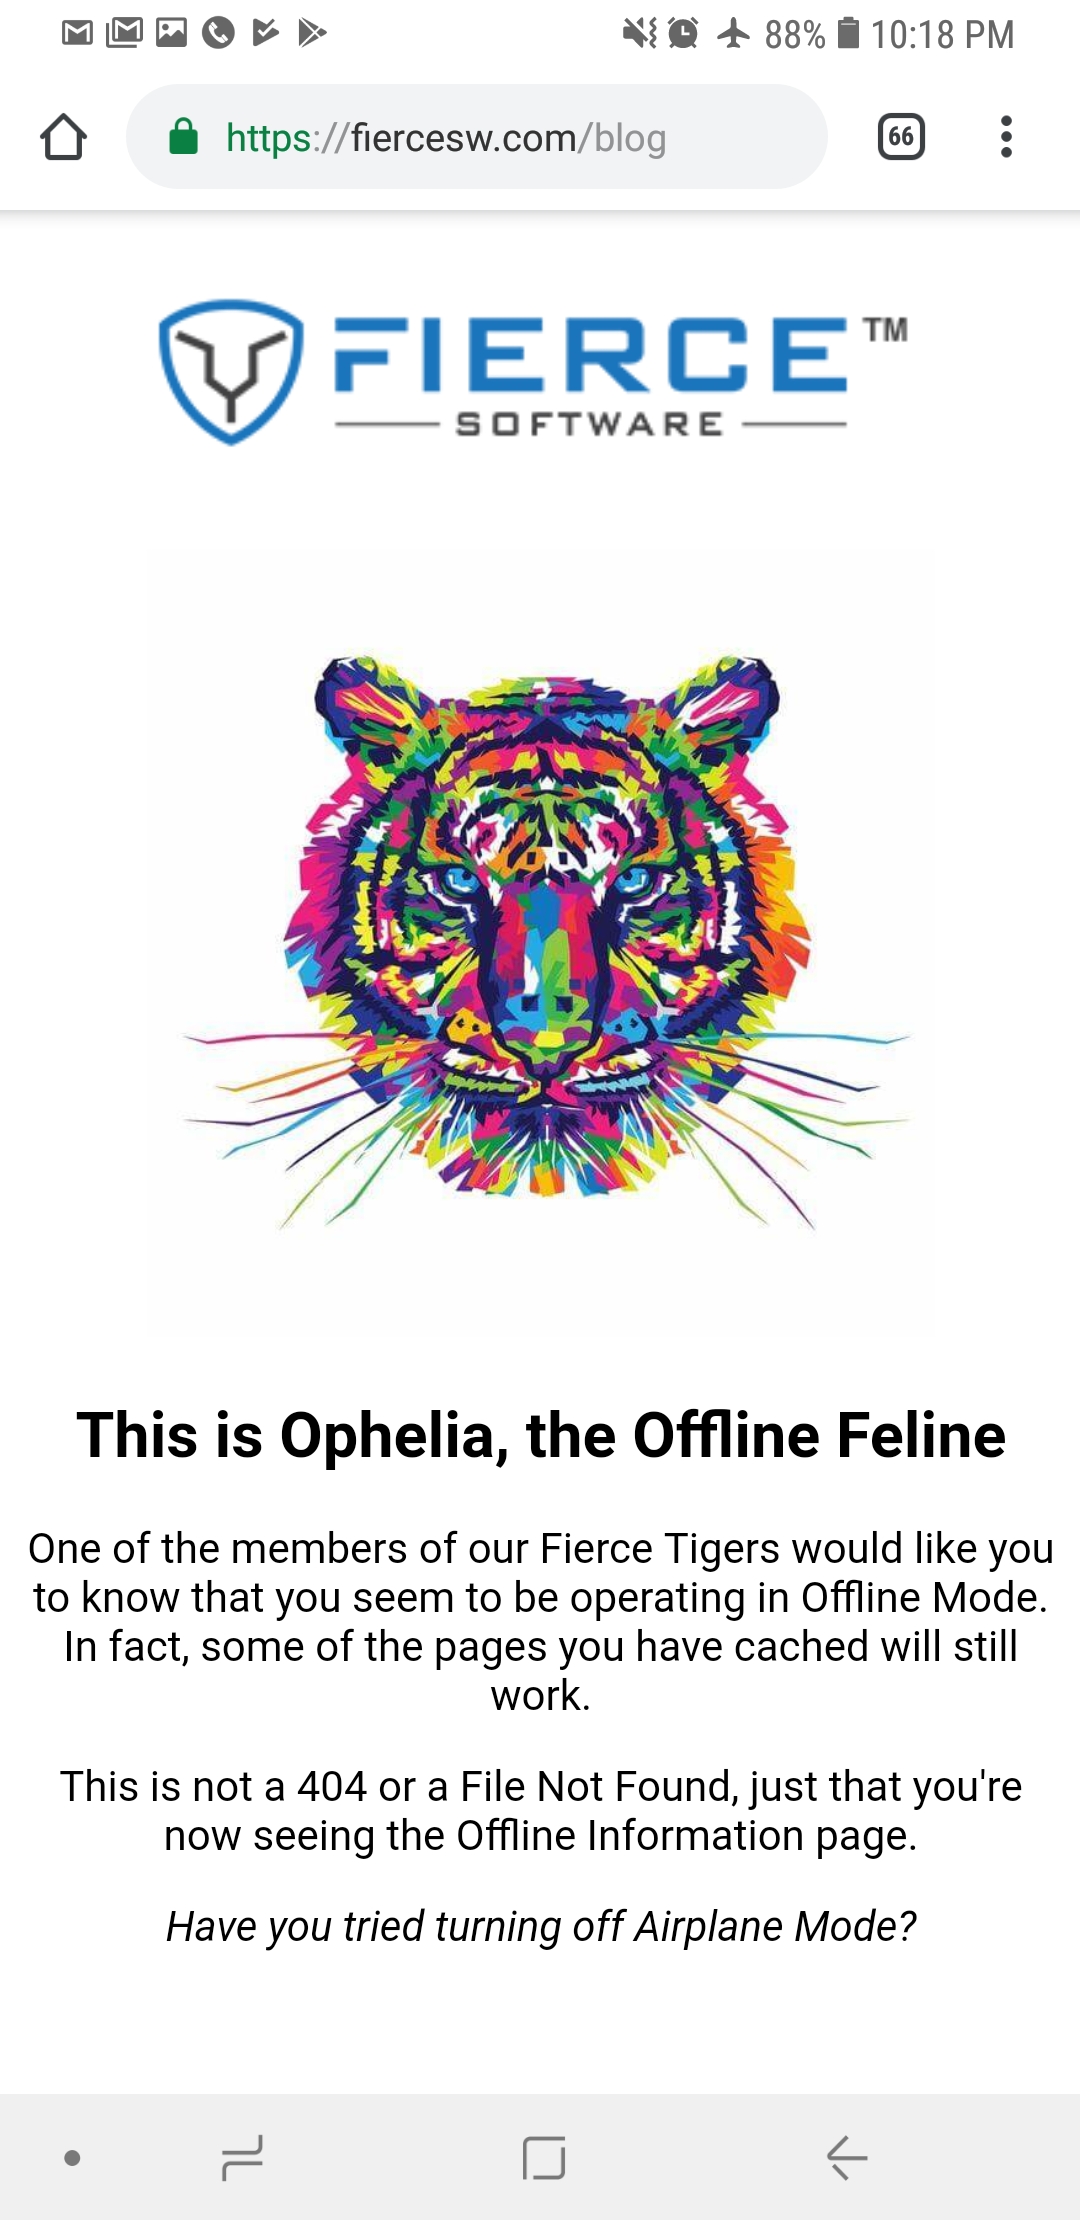 88% 10:18 PM
https://fiercesw.com/blog
66
FIERCE™
SOFTWARE
This is Ophelia, the Offline Feline
One of the members of our Fierce Tigers would like you
to know that you seem to be operating in Offline Mode.
In fact, some of the pages you have cached will still
work.
This is not a 404 or a File Not Found, just that you're
now seeing the Offline Information page.
Have you tried turning off Airplane Mode?